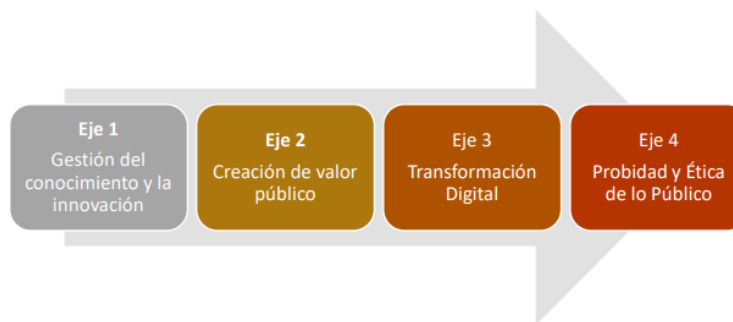 Eje 1
Gestión del
conocimiento y la
innovación
Eje 2
Creación de valor
público
Eje 3
Transformación
Digital
Eje 4
Probidad y Ética
de lo Público